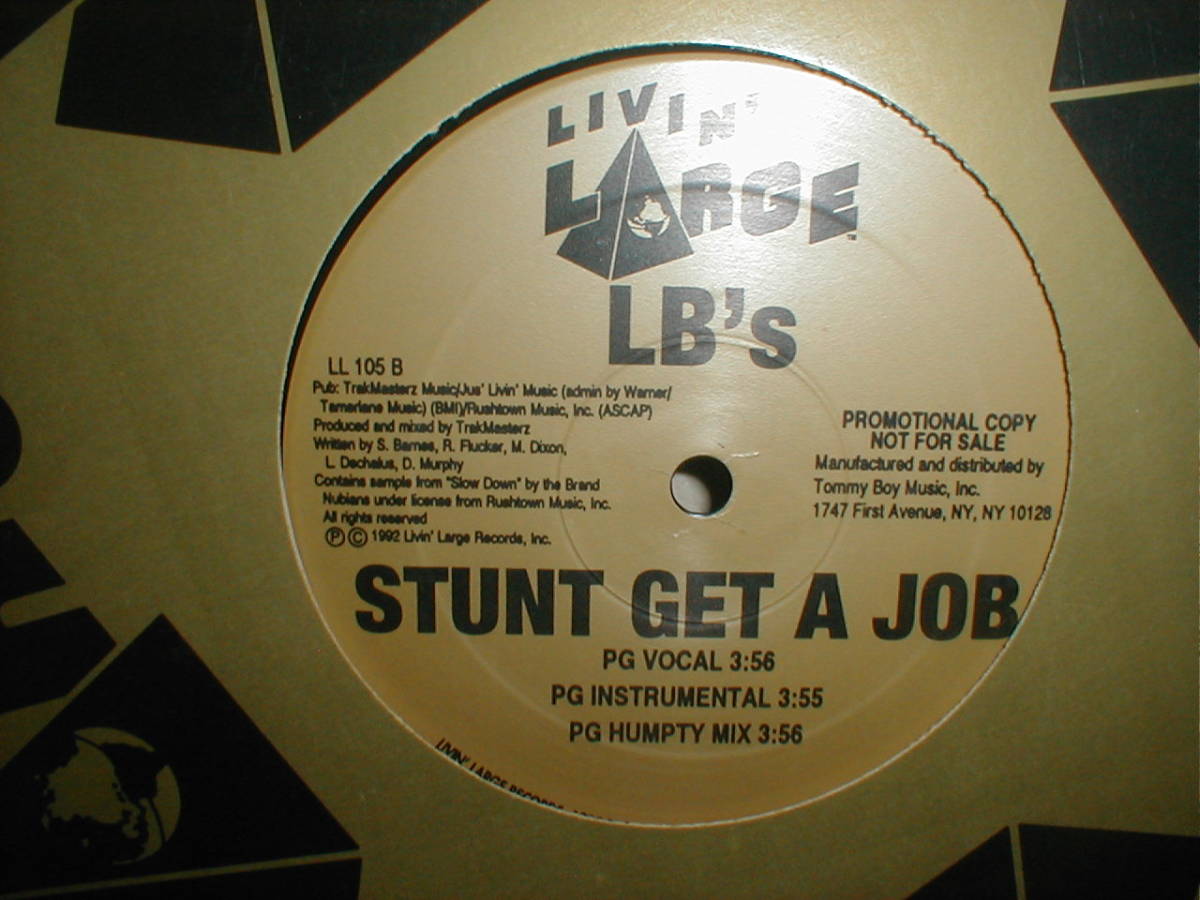 LIVIN'
LARGE
LB's
LL 105 B
Pub: TrakMasterz Music/Jus' Livin' Music (admin by Warner/
Tamerlane Music) (BMI)/Rushtown Music, Inc. (ASCAP)
Produced and mixed by TrakMasterz
Written by S. Barnes, R. Flucker, M. Dixon,
L. Dechalus, D. Murphy
Contains sample from "Slow Down" by the Brand
Nubians under license from Rushtown Music, Inc.
All rights reserved
Ⓟ © 1992 Livin' Large Records, Inc.
PROMOTIONAL COPY
NOT FOR SALE
Manufactured and distributed by
Tommy Boy Music, Inc.
1747 First Avenue, NY, NY 10128
STUNT GET A JOB
PG VOCAL 3:56
PG INSTRUMENTAL 3:55
PG HUMPTY MIX 3:56
LIVIN' LARGE RECORDS